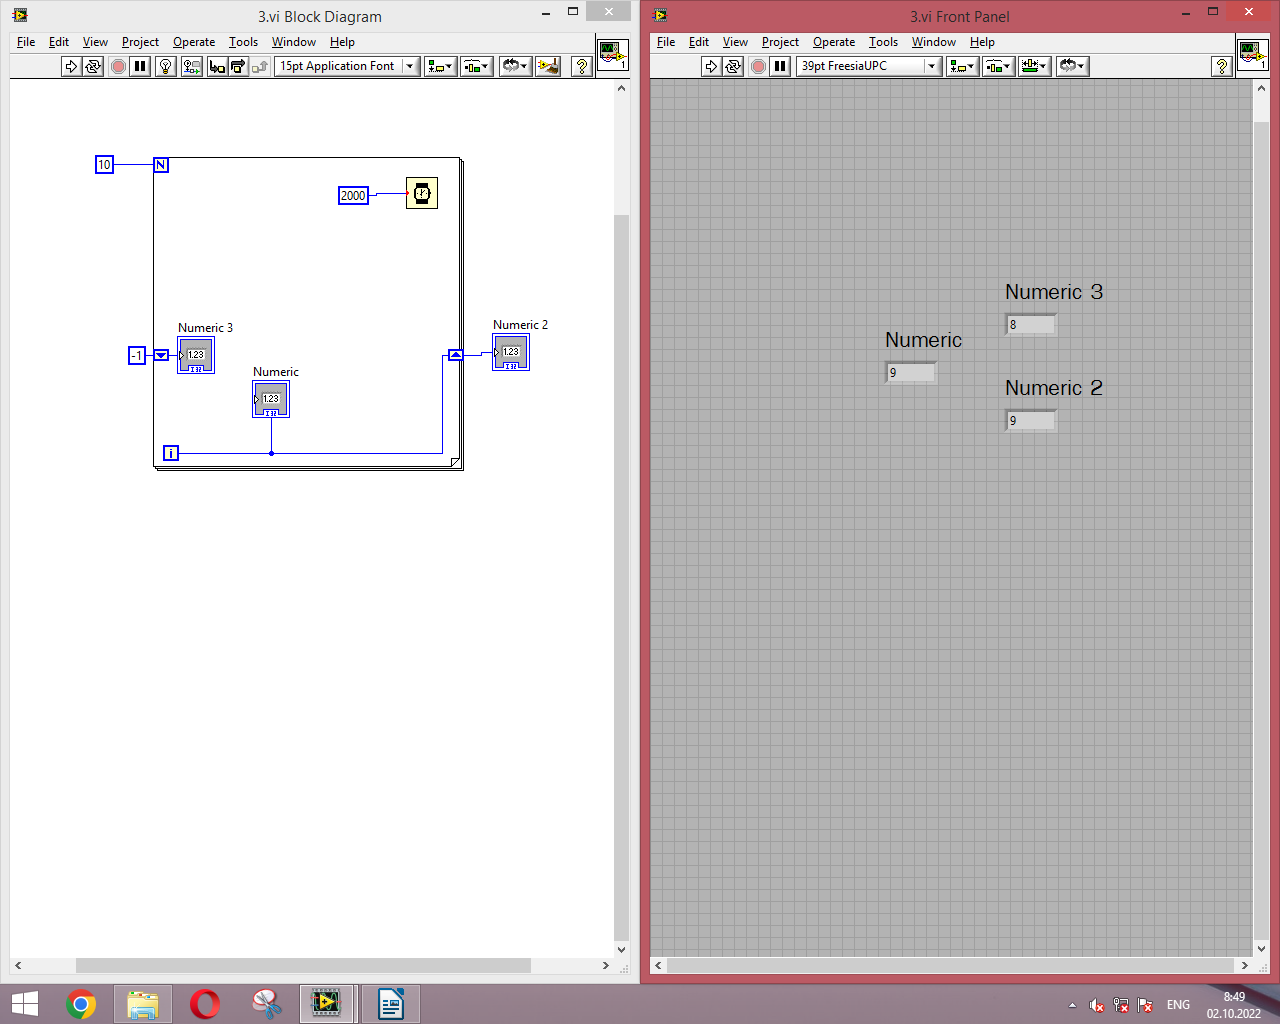 3.vi Block Diagram
File Edit View Project Operate Tools Window Help
15pt Application Font
? 1
10 N
2000
Numeric 3
1.23
I32
-1
Numeric 2
1.23
I32
Numeric
1.23
I32
i
3.vi Front Panel
File Edit View Project Operate Tools Window Help
39pt FreesiaUPC
? 1
Numeric 3
8
Numeric
9
Numeric 2
9
ENG
8:49
02.10.2022